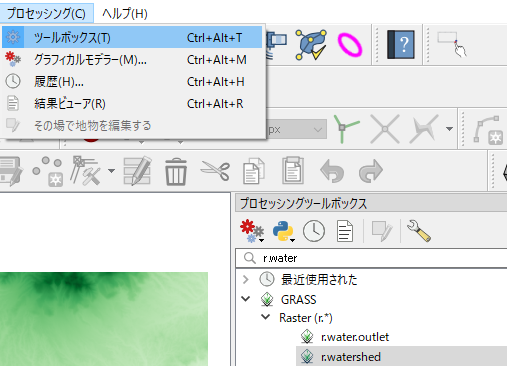 プロセッシング(C) ヘルプ(H)
ツールボックス(T) Ctrl+Alt+T
グラフィカルモデラー(M)... Ctrl+Alt+M
履歴(H)... Ctrl+Alt+H
結果ビューア(R) Ctrl+Alt+R
その場で地物を編集する
px
プロセッシングツールボックス
r.water
最近使用された
GRASS
Raster (r.*)
r.water.outlet
r.watershed